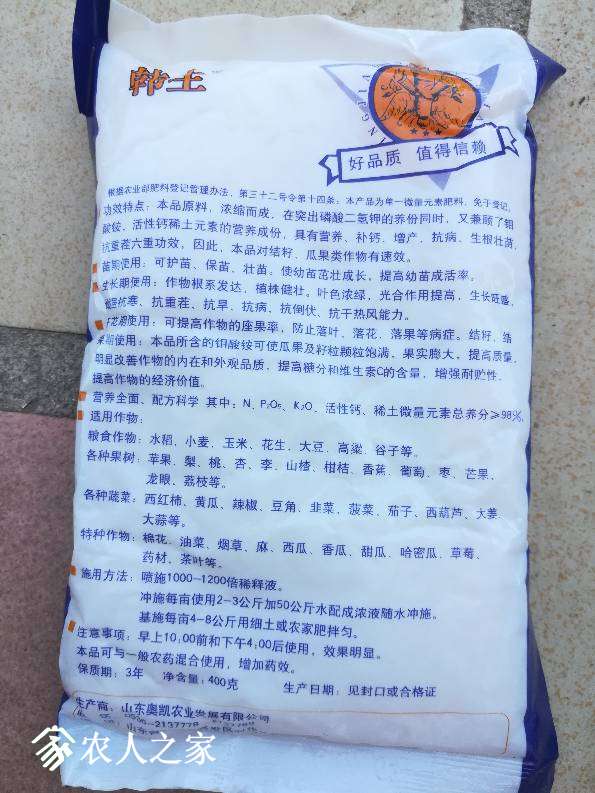 韩土
好品质 值得信赖
根据农业部肥料登记管理办法, 第三十二号令第十四条: 本产品为单一微量元素肥料, 免于登记。
功效特点: 本品原料, 浓缩而成, 在突出磷酸二氢钾的养份同时, 又兼顾了钼
酸铵, 活性钙稀土元素的营养成份, 具有营养、补钙、增产、抗病、生根壮苗、
抗重茬六重功效, 因此, 本品对结籽、瓜果类作物有速效。
苗期使用: 可护苗、保苗、壮苗。使幼苗茁壮成长, 提高幼苗成活率。
生长期使用: 作物根系发达, 植株健壮。叶色浓绿, 光合作用提高, 生长旺盛,
抗寒、抗重茬、抗旱、抗病、抗倒伏、抗干热风能力。
花期使用: 可提高作物的座果率, 防止落叶、落花、落果等病症。结籽、结
果期使用: 本品所含的钼酸铵可使瓜果及籽粒颗粒饱满, 果实膨大, 提高质量,
明显改善作物的内在和外观品质, 提高糖分和维生素C的含量, 增强耐贮性,
提高作物的经济价值。
营养全面、配方科学 其中: N、P₂O₅、K₂O、活性钙、稀土微量元素总养分≥98%。
适用作物:
粮食作物: 水稻、小麦、玉米、花生、大豆、高粱、谷子等。
各种果树: 苹果、梨、桃、杏、李、山楂、柑桔、香蕉、葡萄、枣、芒果、
龙眼、荔枝等。
各种蔬菜: 西红柿、黄瓜、辣椒、豆角、韭菜、菠菜、茄子、西葫芦、大姜、
大蒜等。
特种作物: 棉花、油菜、烟草、麻、西瓜、香瓜、甜瓜、哈密瓜、草莓、
药材、茶叶等。
施用方法: 喷施1000-1200倍稀释液。
冲施每亩使用2-3公斤加50公斤水配成浓液随水冲施。
基施每亩4-8公斤用细土或农家肥拌匀。
注意事项: 早上10:00前和下午4:00后使用, 效果明显。
本品可与一般农药混合使用, 增加药效。
保质期: 3年 净含量: 400克 生产日期: 见封口或合格证
生产商: 山东奥凯农业发展有限公司
2137778
农人之家